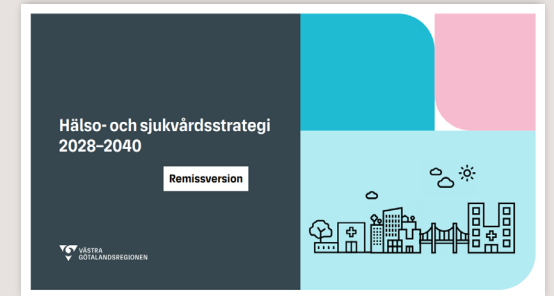 Hälso- och sjukvårdsstrategi
2028–2040
Remissversion
VÄSTRA
GÖTALANDSREGIONEN